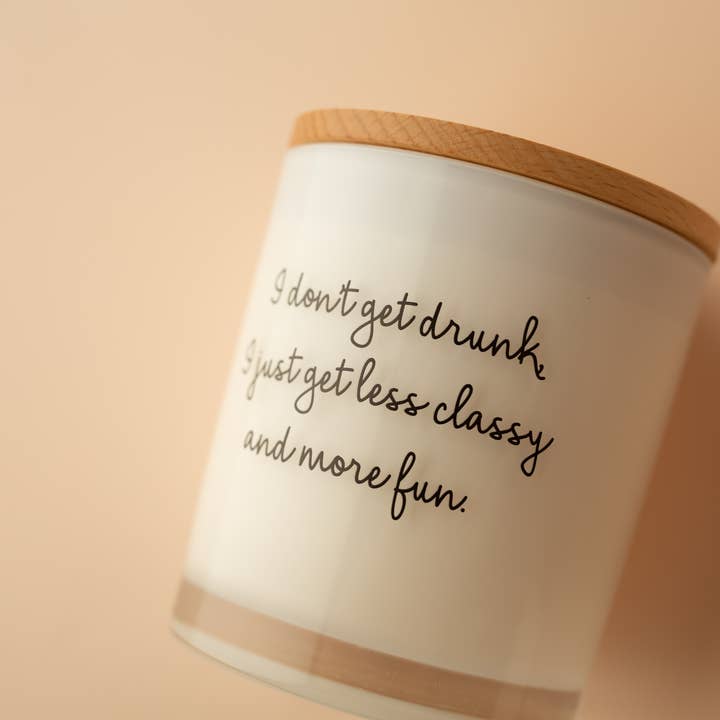 I don't get drunk,
I just get less classy
and more fun.